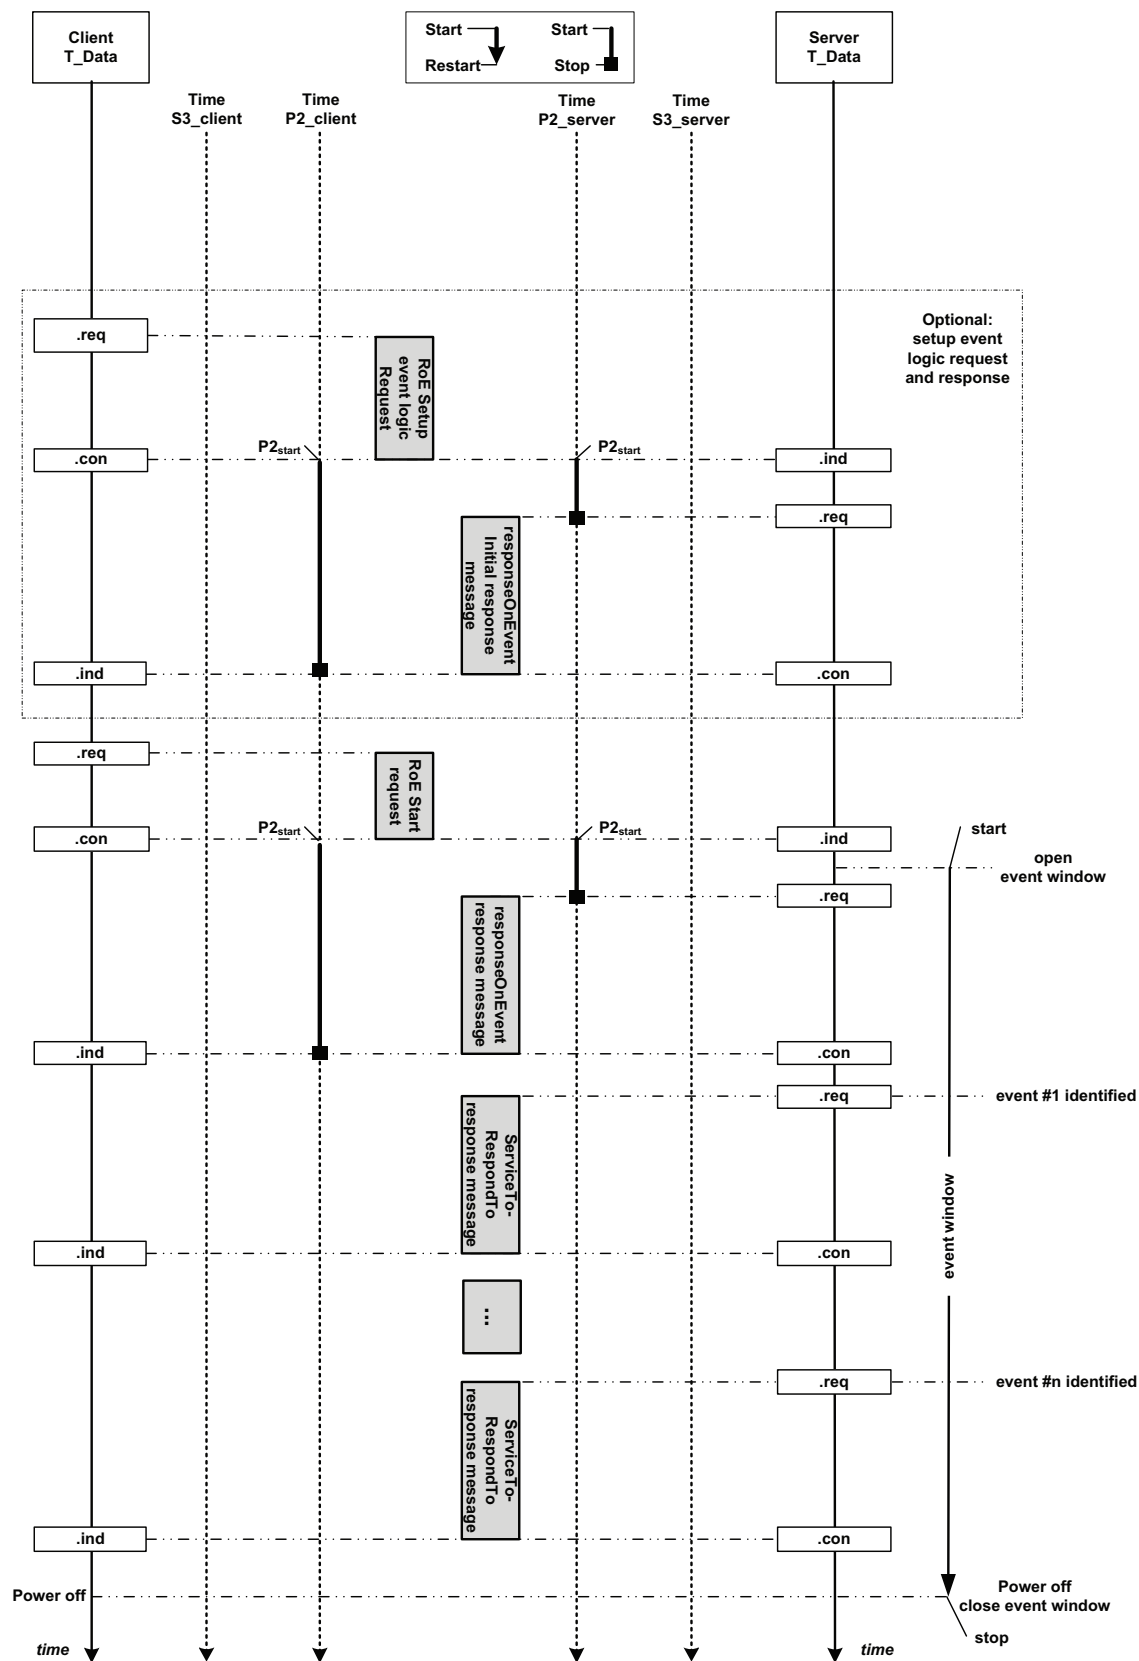 Client
T_Data
Start
Restart
Start
Stop
Server
T_Data
Time
S3_client
Time
P2_client
Time
P2_server
Time
S3_server
Optional:
setup event
logic request
and response
.req
RoE Setup
event logic
Request
.con
P2start
P2start
.ind
.req
responseOnEvent
Initial response
message
.ind
.con
.req
RoE Start
request
.con
P2start
P2start
.ind
start
open
event window
.req
responseOnEvent
response message
.ind
.con
.req
event #1 identified
ServiceTo-
RespondTo
response message
event window
.ind
.con
...
.req
event #n identified
ServiceTo-
RespondTo
response message
.ind
.con
Power off
Power off
close event window
stop
time
time